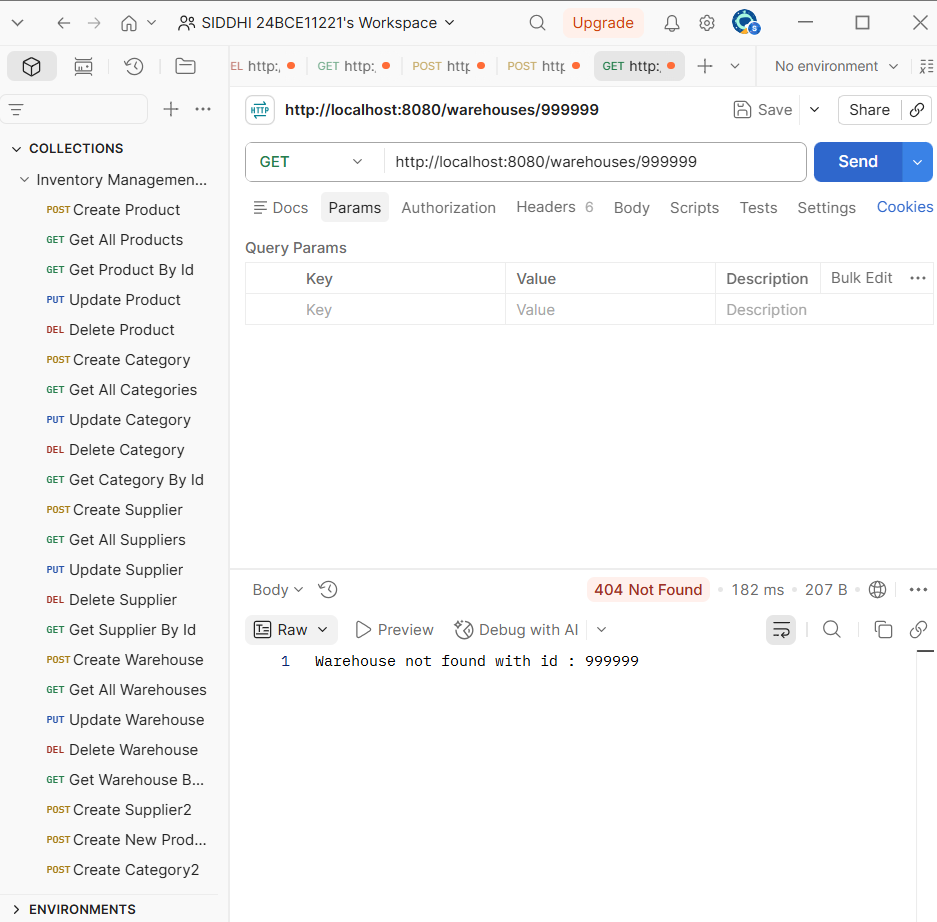 SIDDHI 24BCE11221's Workspace
Upgrade
EL http:, GET http:, POST http POST http GET http:, No environment
HTTP http://localhost:8080/warehouses/999999 Save Share
GET http://localhost:8080/warehouses/999999 Send
Docs Params Authorization Headers 6 Body Scripts Tests Settings Cookies
Query Params
Key Value Description Bulk Edit
Key Value Description
COLLECTIONS
Inventory Managemen...
POST Create Product
GET Get All Products
GET Get Product By Id
PUT Update Product
DEL Delete Product
POST Create Category
GET Get All Categories
PUT Update Category
DEL Delete Category
GET Get Category By Id
POST Create Supplier
GET Get All Suppliers
PUT Update Supplier
DEL Delete Supplier
GET Get Supplier By Id
POST Create Warehouse
GET Get All Warehouses
PUT Update Warehouse
DEL Delete Warehouse
GET Get Warehouse B...
POST Create Supplier2
POST Create New Prod...
POST Create Category2
ENVIRONMENTS
Body 404 Not Found 182 ms 207 B
Raw Preview Debug with AI
1 Warehouse not found with id : 999999